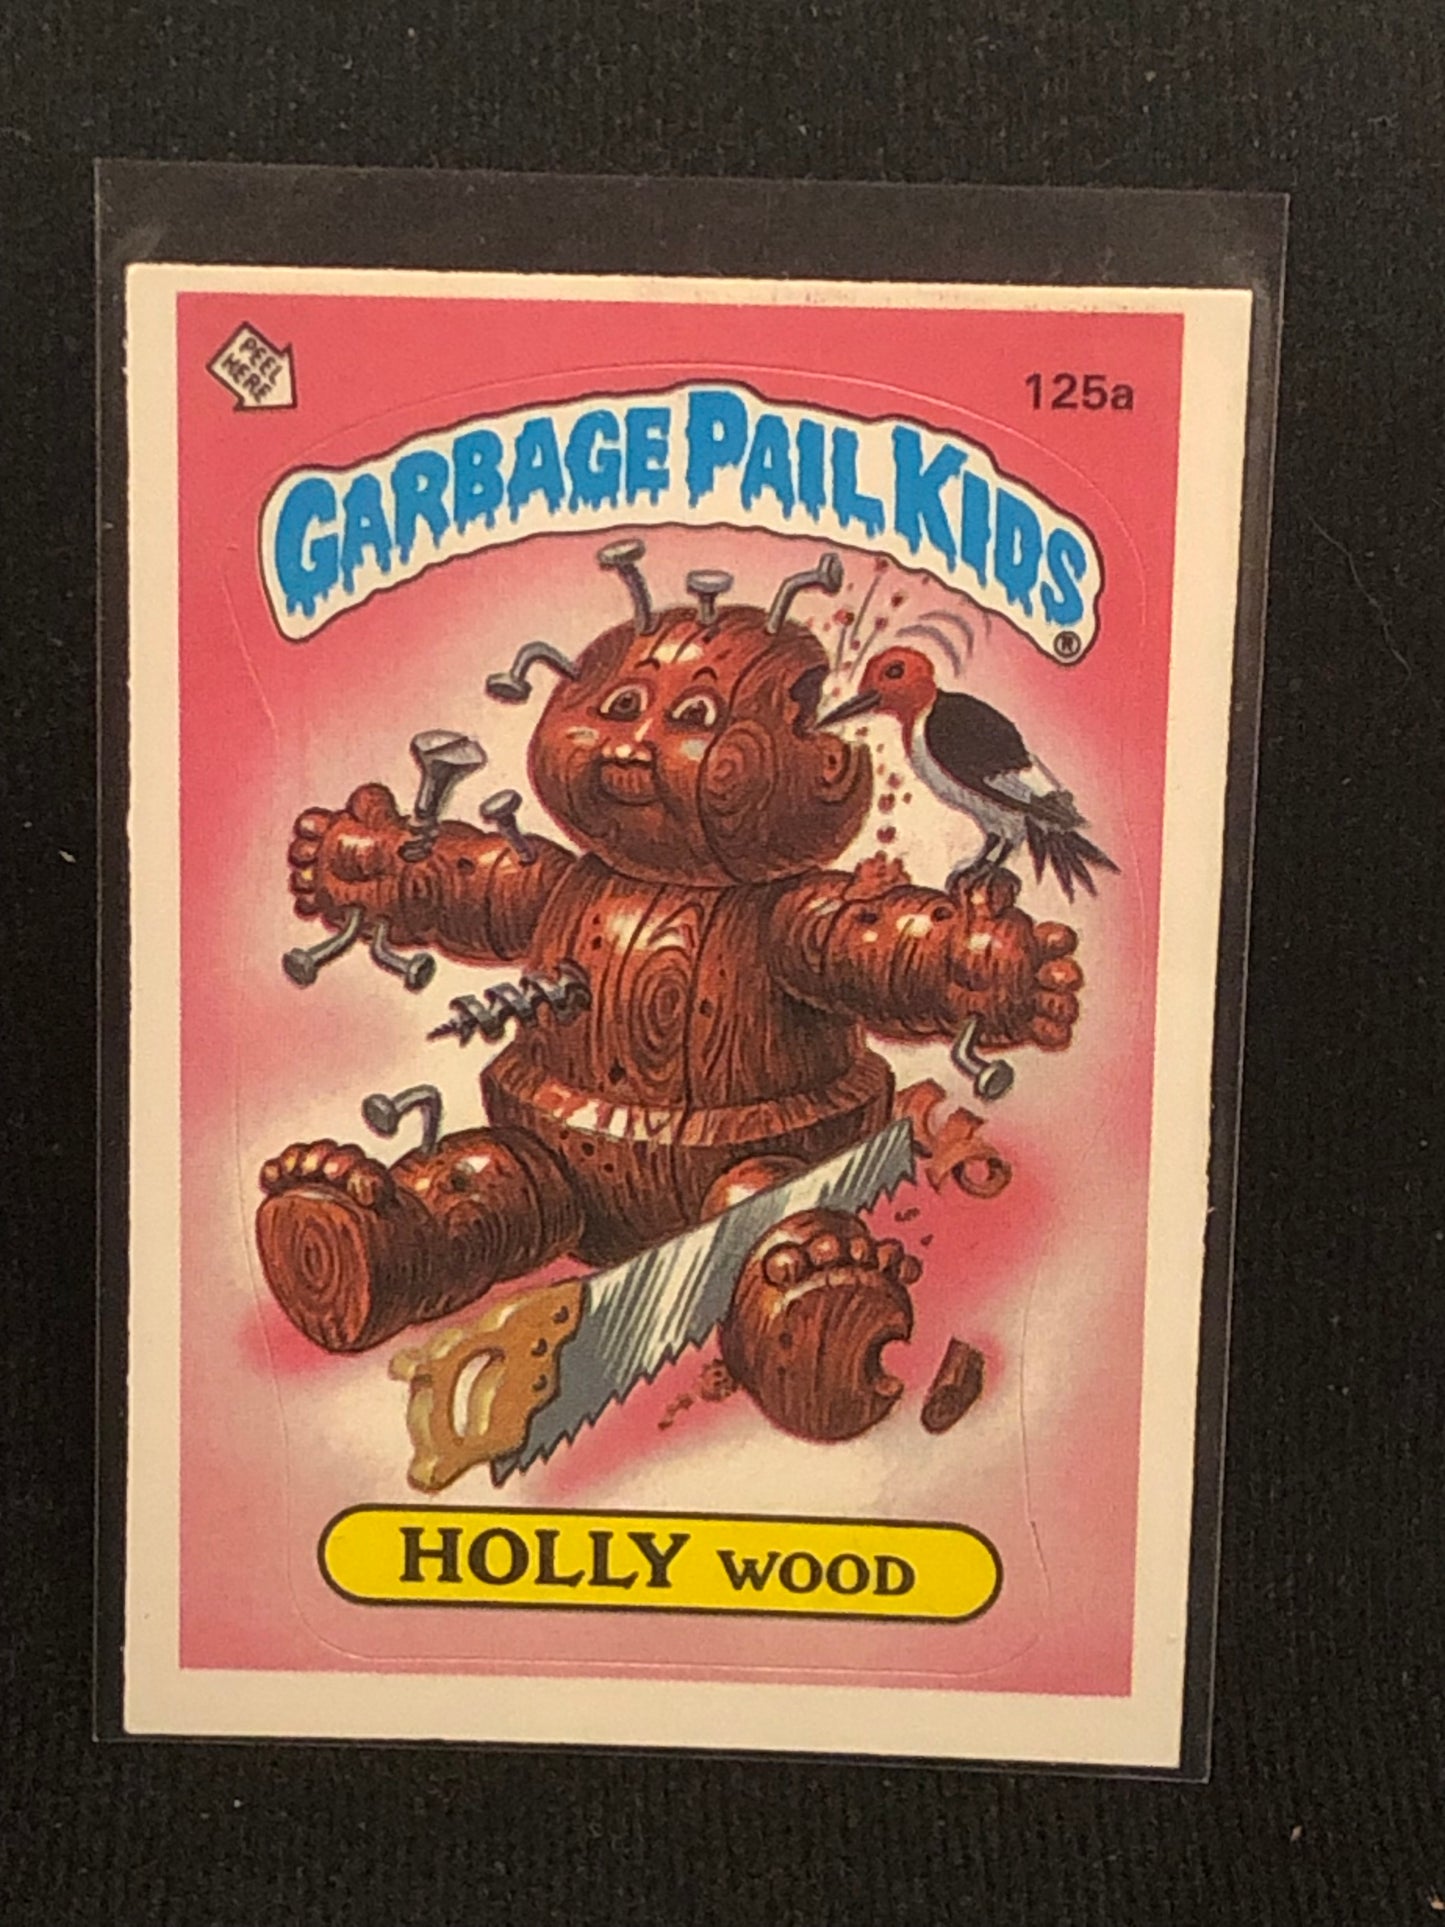 PEEL
HERE
125a
GARBAGE PAIL KIDS®
HOLLY WOOD